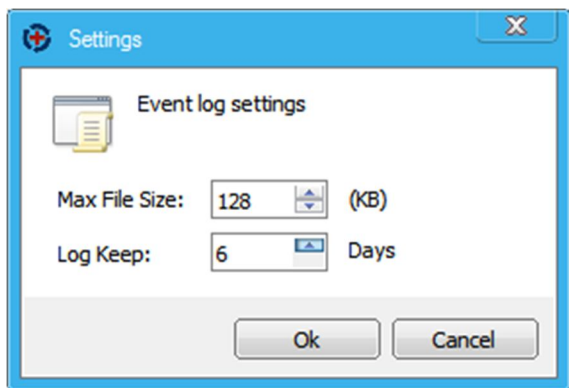 Settings
Event log settings
Max File Size: 128 (KB)
Log Keep: 6 Days
Ok Cancel